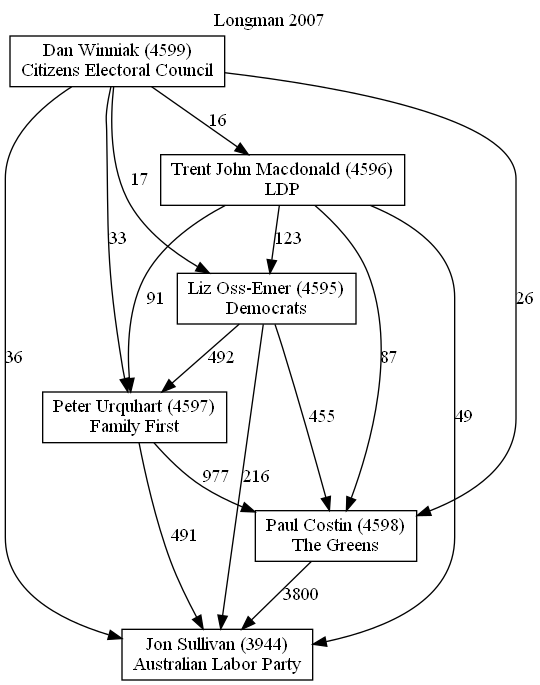 Longman 2007
Dan Winniak (4599)
Citizens Electoral Council
16
Trent John Macdonald (4596)
LDP
17
33
123
26
Liz Oss-Emer (4595)
Democrats
91
36
492
87
455
49
Peter Urquhart (4597)
Family First
977
216
491
Paul Costin (4598)
The Greens
3800
Jon Sullivan (3944)
Australian Labor Party